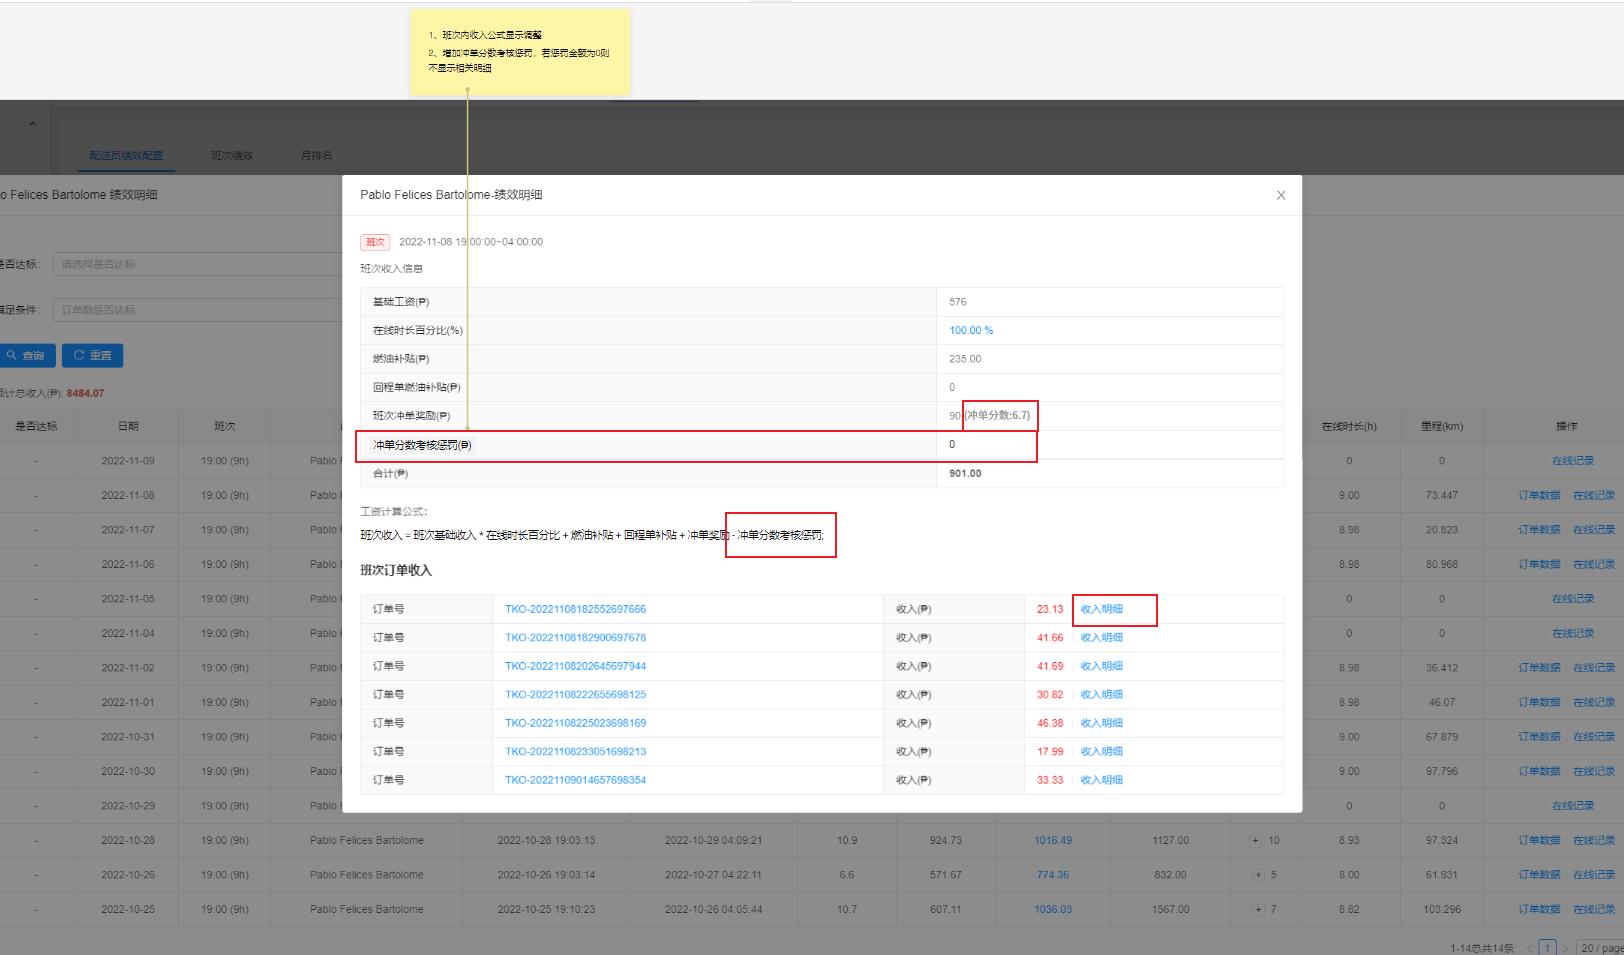 1、班次内收入公式显示调整
2、增加冲单分数考核惩罚，若惩罚金额为0则
不显示相关明细
配送员绩效配置 班次绩效 月排名
o Felices Bartolome 绩效明细
Pablo Felices Bartolome-绩效明细
班次 2022-11-08 19:00:00~04:00:00
班次收入信息
是否达标: 请选择是否达标
满足条件: 订单数是否达标
查询 重置
预计总收入(₱): 8484.07
基础工资(₱) 576
在线时长百分比(%) 100.00 %
燃油补贴(₱) 235.00
回程单燃油补贴(₱) 0
班次冲单奖励(₱) 90 (冲单分数:6.7)
冲单分数考核惩罚(₱) 0
合计(₱) 901.00
工资计算公式:
班次收入 = 班次基础收入 * 在线时长百分比 + 燃油补贴 + 回程单补贴 + 冲单奖励 - 冲单分数考核惩罚;
班次订单收入
订单号 TKO-20221108182552697666 收入(₱) 23.13 收入明细
订单号 TKO-20221108182900697678 收入(₱) 41.66 收入明细
订单号 TKO-20221108202645697944 收入(₱) 41.69 收入明细
订单号 TKO-20221108222655698125 收入(₱) 30.82 收入明细
订单号 TKO-20221108225023698169 收入(₱) 46.38 收入明细
订单号 TKO-20221108233051698213 收入(₱) 17.99 收入明细
订单号 TKO-20221109014657698354 收入(₱) 33.33 收入明细
是否达标 日期 班次 在线时长(h) 里程(km) 操作
- 2022-11-09 19:00 (9h) Pablo 0 0 在线记录
- 2022-11-08 19:00 (9h) Pablo 9.00 73.447 订单数据 在线记录
- 2022-11-07 19:00 (9h) Pablo 8.98 20.823 订单数据 在线记录
- 2022-11-06 19:00 (9h) Pablo 8.98 80.968 订单数据 在线记录
- 2022-11-05 19:00 (9h) Pablo 0 0 在线记录
- 2022-11-04 19:00 (9h) Pablo 0 0 在线记录
- 2022-11-02 19:00 (9h) Pablo 8.98 36.412 订单数据 在线记录
- 2022-11-01 19:00 (9h) Pablo 8.98 46.07 订单数据 在线记录
- 2022-10-31 19:00 (9h) Pablo 9.00 67.879 订单数据 在线记录
- 2022-10-30 19:00 (9h) Pablo 9.00 97.796 订单数据 在线记录
- 2022-10-29 19:00 (9h) Pablo 0 0 在线记录
- 2022-10-28 19:00 (9h) Pablo Felices Bartolome 2022-10-28 19:03:13 2022-10-29 04:09:21 10.9 924.73 1016.49 1127.00 + 10 8.93 97.324 订单数据 在线记录
- 2022-10-26 19:00 (9h) Pablo Felices Bartolome 2022-10-26 19:03:14 2022-10-27 04:22:11 6.6 571.67 774.36 832.00 + 5 8.00 61.931 订单数据 在线记录
- 2022-10-25 19:00 (9h) Pablo Felices Bartolome 2022-10-25 19:10:23 2022-10-26 04:05:44 10.7 607.11 1036.03 1567.00 + 7 8.82 103.296 订单数据 在线记录
1-14总共14条 < 1 > 20 / page